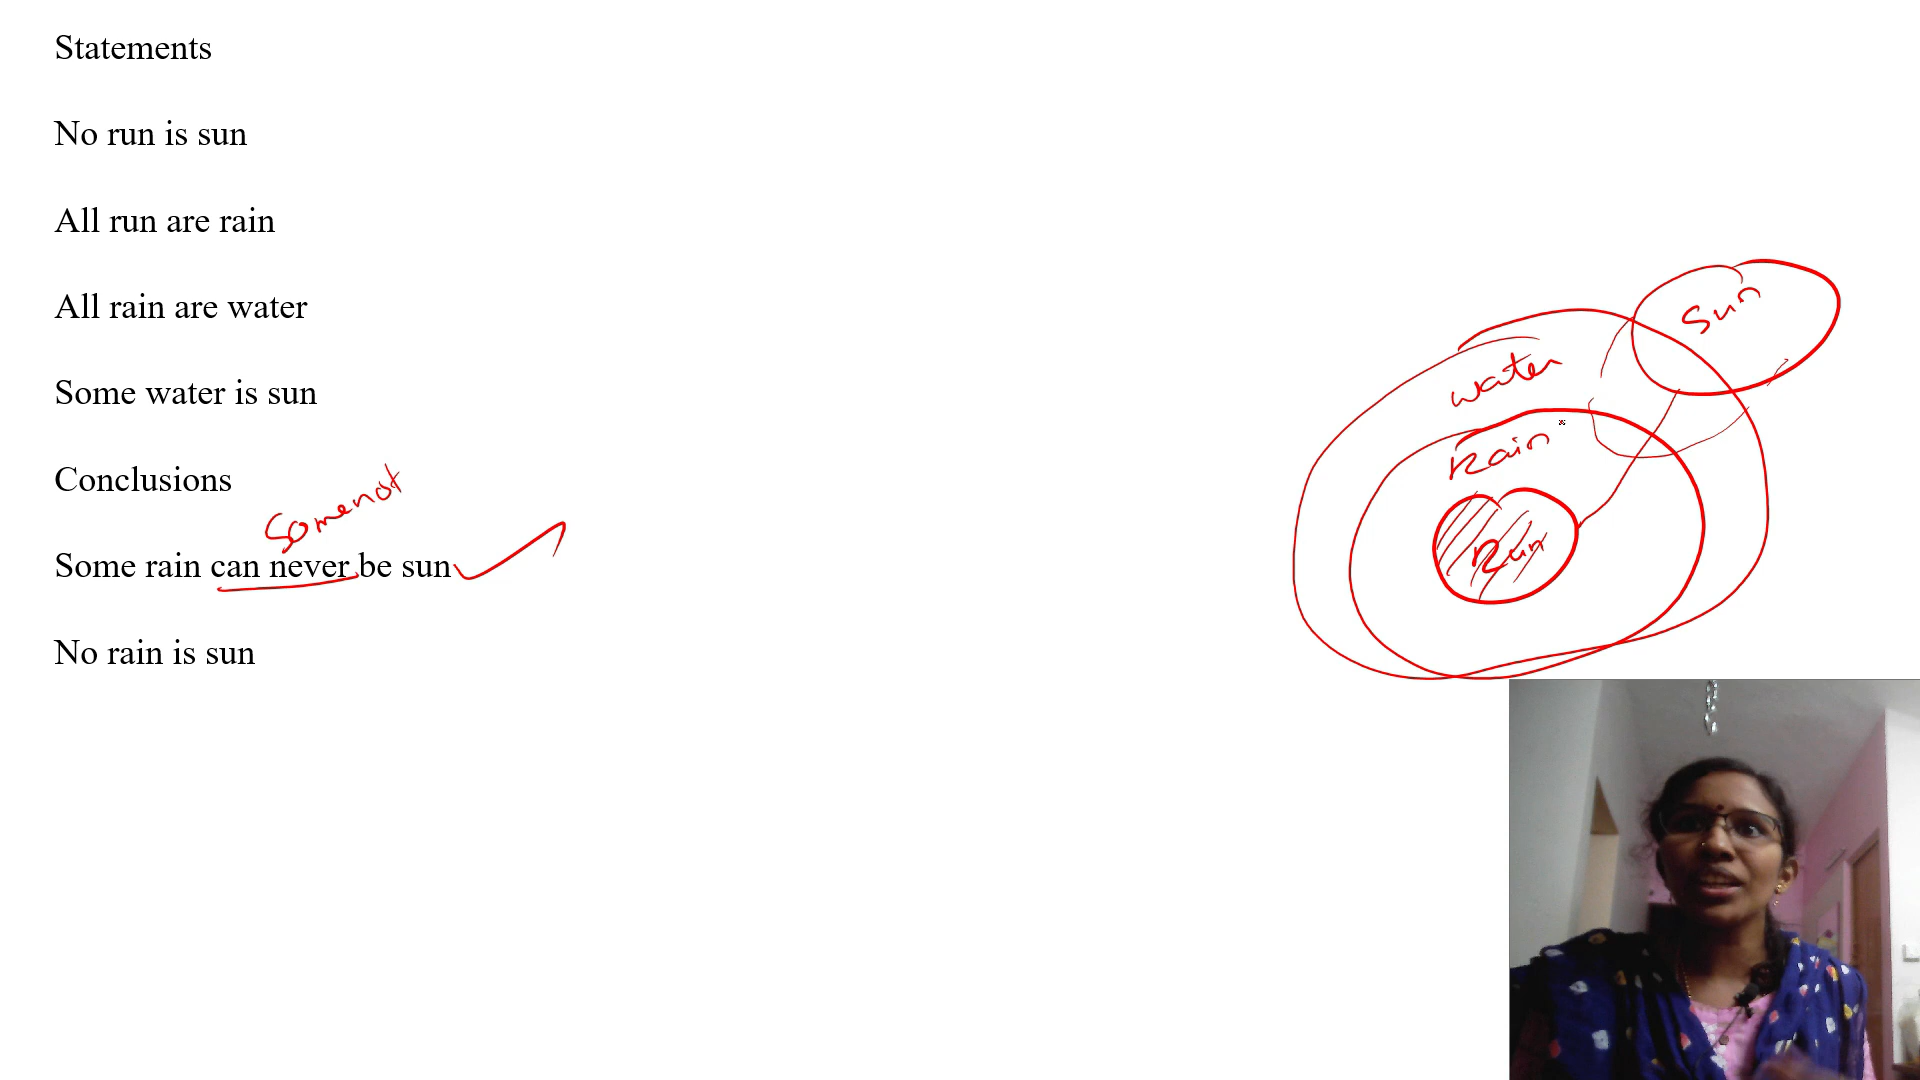 Statements
No run is sun
All run are rain
All rain are water
Some water is sun
Conclusions
Some not
Some rain can never be sun
No rain is sun
Sun
water
Rain
Run